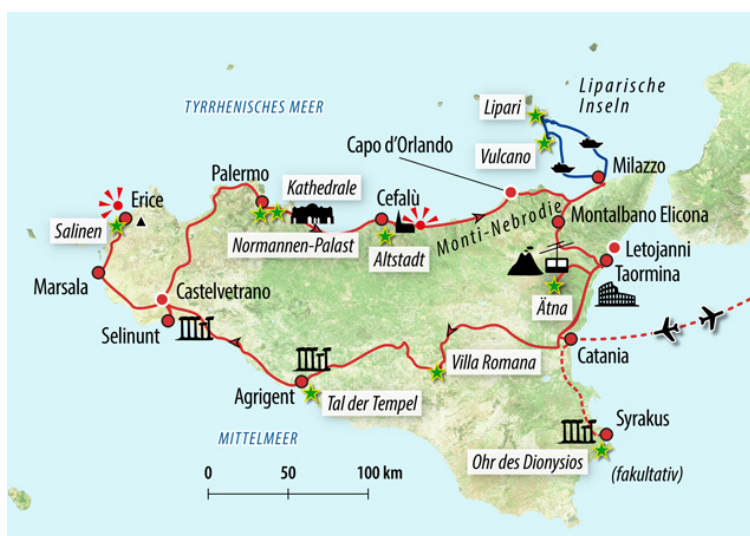 TYRRHENISCHES MEER
Liparische
Inseln
Lipari
Vulcano
Capo d'Orlando
Milazzo
Palermo
Kathedrale
Cefalù
Erice
Salinen
Normannen-Palast
Altstadt
Monti-Nebrodie
Montalbano Elicona
Letojanni
Taormina
Marsala
Castelvetrano
Ätna
Selinunt
Villa Romana
Catania
Agrigent
Tal der Tempel
Syrakus
MITTELMEER
Ohr des Dionysios
(fakultativ)
0 50 100 km